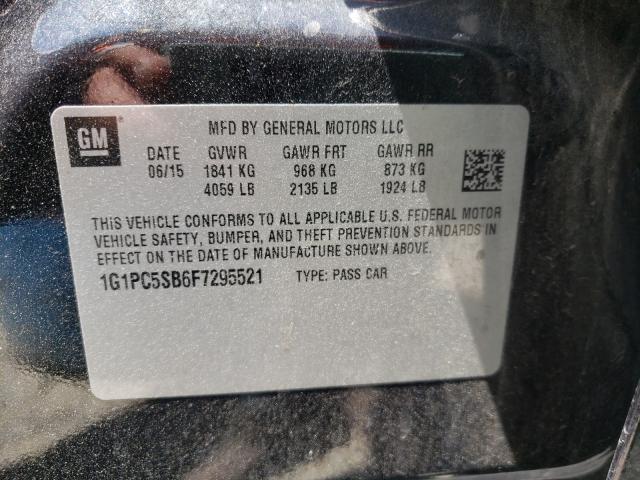 GM
MFD BY GENERAL MOTORS LLC
DATE GVWR GAWR FRT GAWR RR
06/15 1841 KG 968 KG 873 KG
4059 LB 2135 LB 1924 LB
THIS VEHICLE CONFORMS TO ALL APPLICABLE U.S. FEDERAL MOTOR
VEHICLE SAFETY, BUMPER, AND THEFT PREVENTION STANDARDS IN
EFFECT ON THE DATE OF MANUFACTURE SHOWN ABOVE.
1G1PC5SB6F7295521 TYPE: PASS CAR